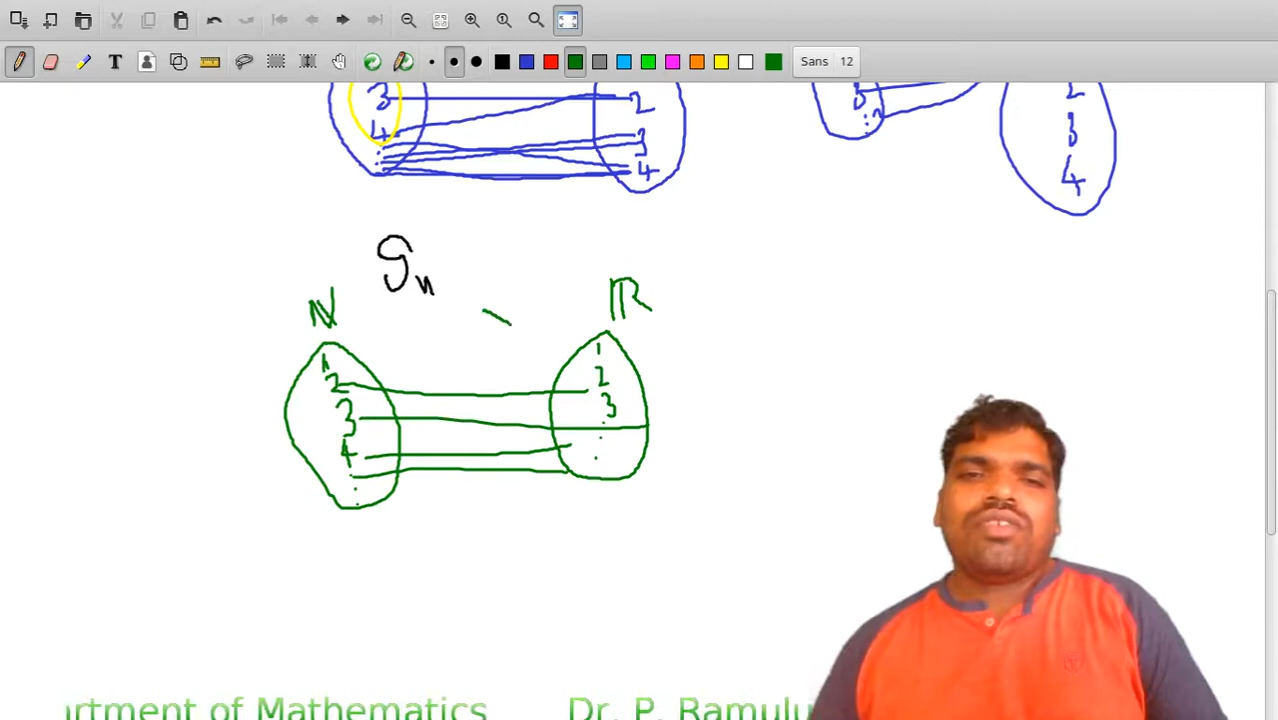 Sans 12
3 2
4 3
4
3 2
3
4
Sn
N R
1 1
2 2
3 3
4
rtment of Mathematics Dr. P. Ramulu